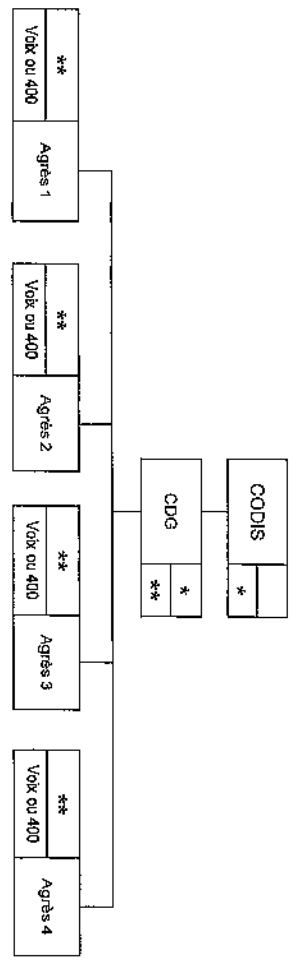 CODIS
*
CDG
*
**
**
Voix ou 400
Agrès 1
**
Voix ou 400
Agrès 2
**
Voix ou 400
Agrès 3
**
Voix ou 400
Agrès 4